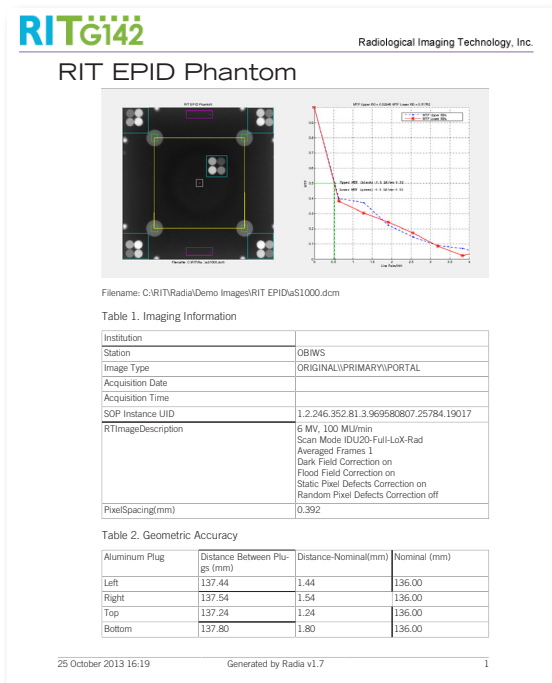 RITG142
Radiological Imaging Technology, Inc.
RIT EPID Phantom
RIT EPID Phantom
Filename: C:\RIT\Radia\Demo Images\RIT EPID\aS1000.dcm
Table 1. Imaging Information
Institution
Station OBIWS
Image Type ORIGINAL\\PRIMARY\\PORTAL
Acquisition Date
Acquisition Time
SOP Instance UID 1.2.246.352.81.3.969580807.25784.19017
RTImageDescription 6 MV, 100 MU/min
Scan Mode IDU20-Full-LoX-Rad
Averaged Frames 1
Dark Field Correction on
Flood Field Correction on
Static Pixel Defects Correction on
Random Pixel Defects Correction off
PixelSpacing(mm) 0.392
Table 2. Geometric Accuracy
Aluminum Plug Distance Between Plu- Distance-Nominal(mm) Nominal (mm)
gs (mm)
Left 137.44 1.44 136.00
Right 137.54 1.54 136.00
Top 137.24 1.24 136.00
Bottom 137.80 1.80 136.00
25 October 2013 16:19 Generated by Radia v1.7 1